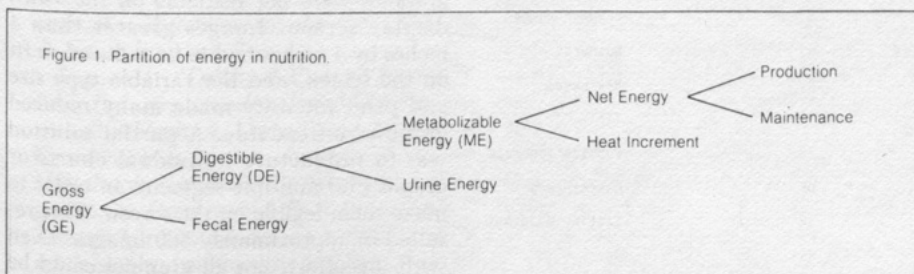 Figure 1. Partition of energy in nutrition.
Gross
Energy
(GE)
Digestible
Energy (DE)
Fecal Energy
Metabolizable
Energy (ME)
Urine Energy
Net Energy
Heat Increment
Production
Maintenance